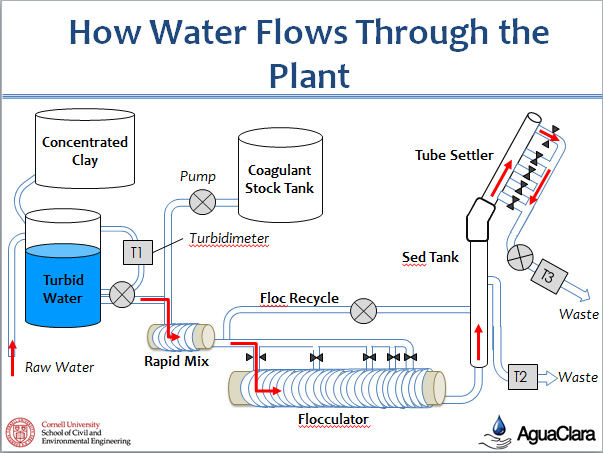 How Water Flows Through the
Plant
Concentrated
Clay
Coagulant
Stock Tank
Pump
Tube Settler
Turbidimeter
T1
Turbid
Water
Sed Tank
T3
Floc Recycle
Waste
Raw Water
Rapid Mix
T2
Waste
Flocculator
Cornell University
School of Civil and
Environmental Engineering
AguaClara